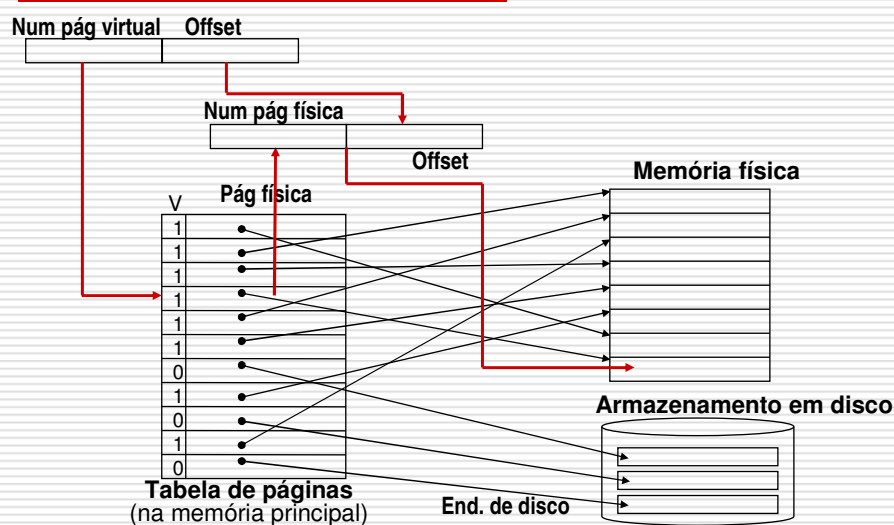 Num pág virtual Offset
Num pág física
Offset
Memória física
V Pág física
1
1
1
1
1
1
0
1
0
1
0
Armazenamento em disco
Tabela de páginas
(na memória principal)
End. de disco